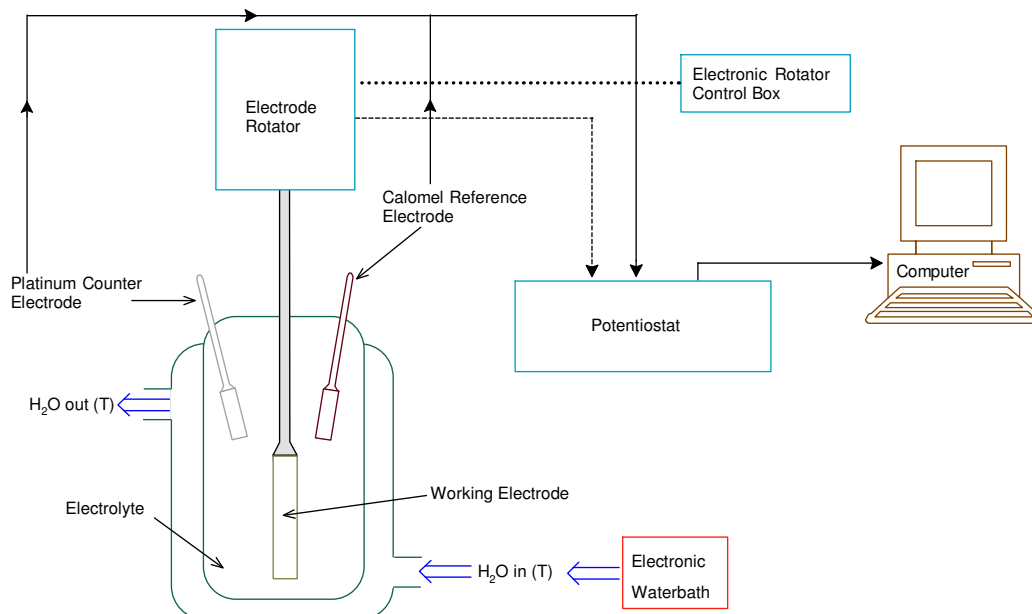 Electrode
Rotator
Electronic Rotator
Control Box
Calomel Reference
Electrode
Platinum Counter
Electrode
Computer
Potentiostat
H₂O out (T)
Working Electrode
Electrolyte
H₂O in (T)
Electronic
Waterbath